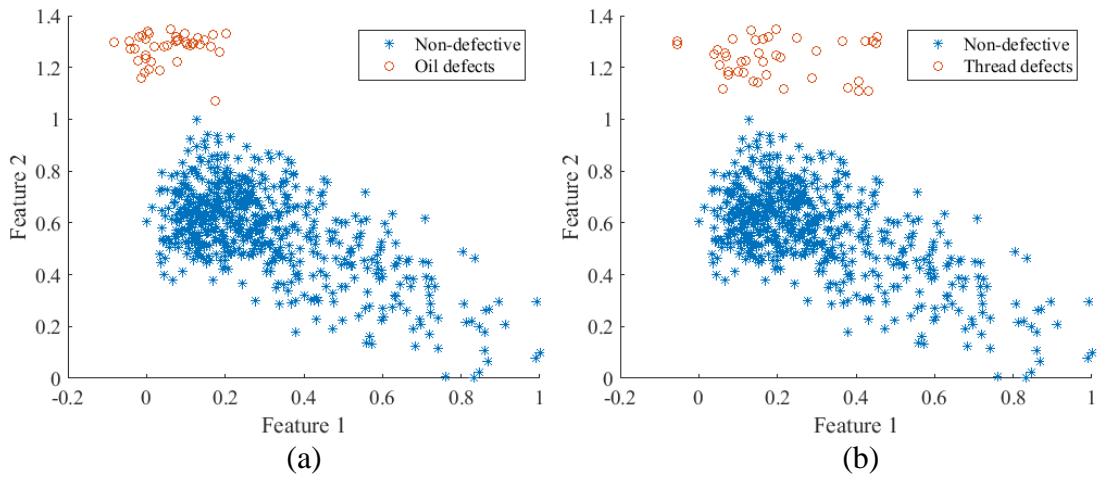 1.4
1.2
1
0.8
0.6
0.4
0.2
0
Feature 2
-0.2 0 0.2 0.4 0.6 0.8 1
Feature 1
Non-defective
Oil defects
(a)
1.4
1.2
1
0.8
0.6
0.4
0.2
0
Feature 2
-0.2 0 0.2 0.4 0.6 0.8 1
Feature 1
Non-defective
Thread defects
(b)